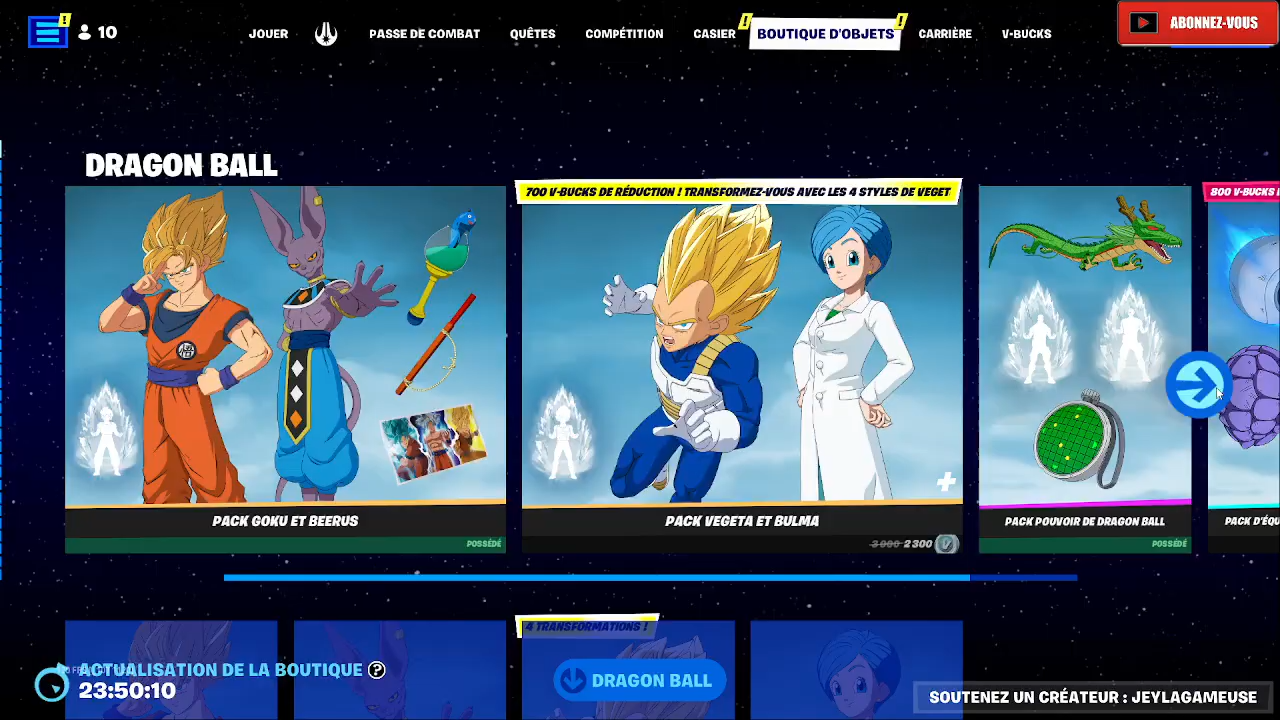 !
10
JOUER
PASSE DE COMBAT
QUÊTES
COMPÉTITION
CASIER
!
BOUTIQUE D'OBJETS
!
CARRIÈRE
V-BUCKS
ABONNEZ-VOUS
DRAGON BALL
700 V-BUCKS DE RÉDUCTION ! TRANSFORMEZ-VOUS AVEC LES 4 STYLES DE VEGET
800 V-BUCKS
PACK GOKU ET BEERUS
POSSÉDÉ
PACK VEGETA ET BULMA
3 000 2 300
PACK POUVOIR DE DRAGON BALL
POSSÉDÉ
PACK D'ÉQU
4 TRANSFORMATIONS !
ACTUALISATION DE LA BOUTIQUE ?
23:50:10
DRAGON BALL
SOUTENEZ UN CRÉATEUR : JEYLAGAMEUSE